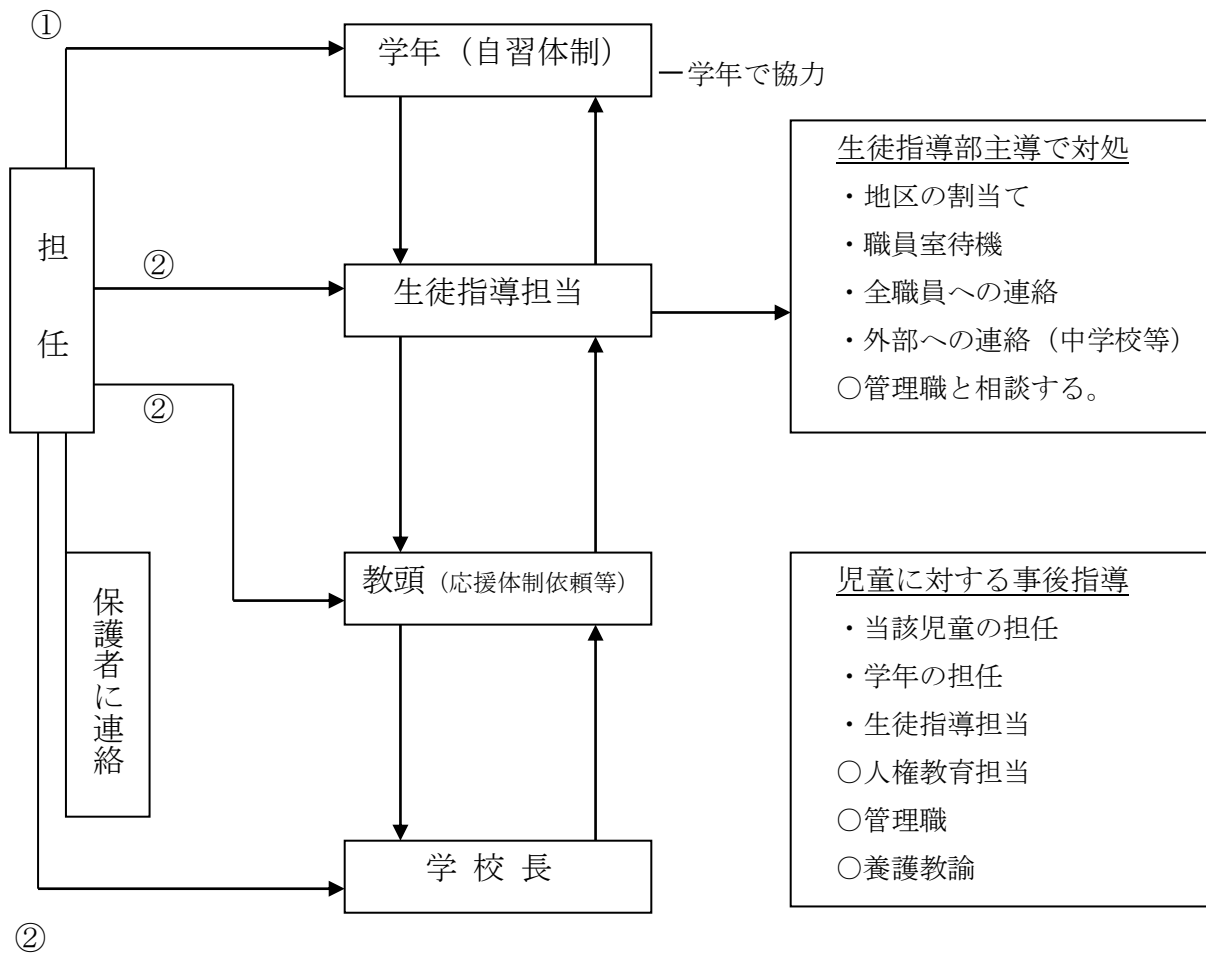 ①
学年（自習体制）
―学年で協力
担任
②
生徒指導担当
生徒指導部主導で対処
・地区の割当て
・職員室待機
・全職員への連絡
・外部への連絡（中学校等）
○管理職と相談する。
②
保護者に連絡
教頭（応援体制依頼等）
児童に対する事後指導
・当該児童の担任
・学年の担任
・生徒指導担当
○人権教育担当
○管理職
○養護教諭
学 校 長
②